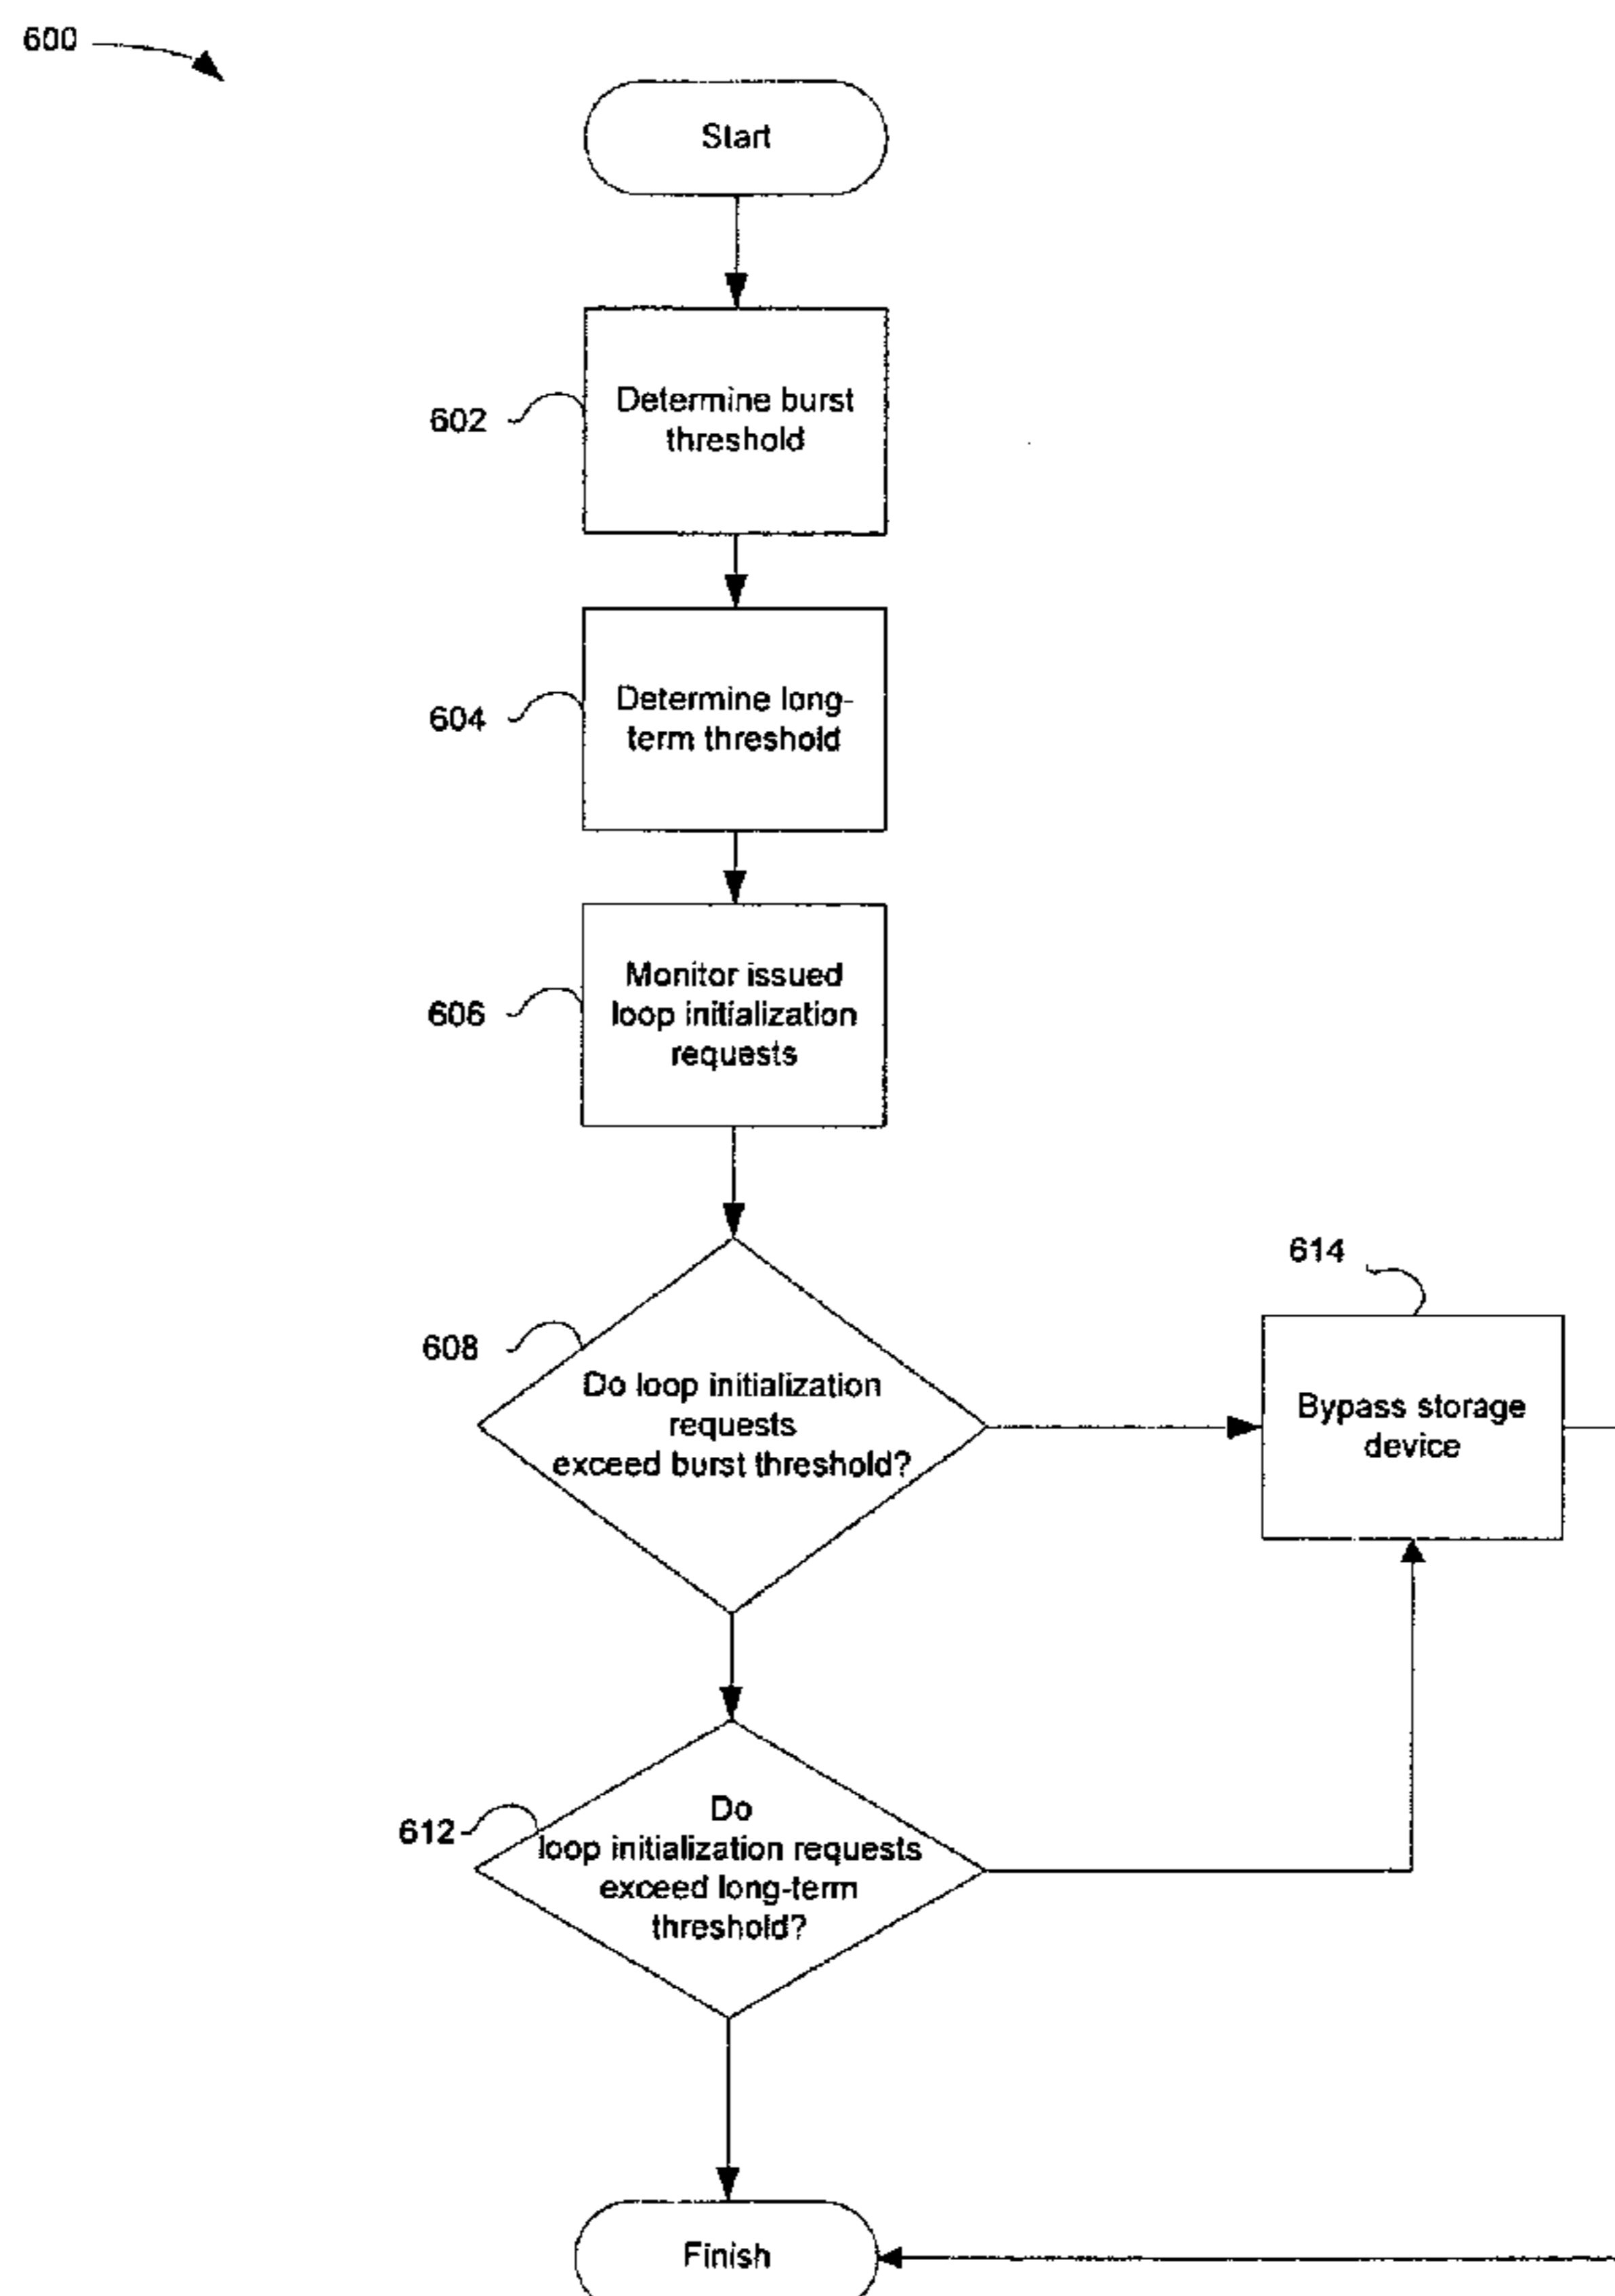 600
Start
602
Determine burst
threshold
604
Determine long-
term threshold
606
Monitor issued
loop initialization
requests
608
Do loop initialization
requests
exceed burst threshold?
614
Bypass storage
device
612
Do
loop initialization requests
exceed long-term
threshold?
Finish